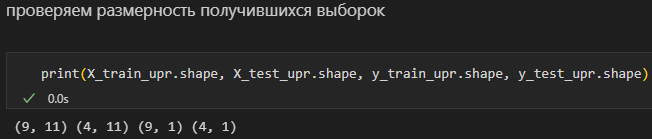 проверяем размерность получившихся выборок
print(X_train_upr.shape, X_test_upr.shape, y_train_upr.shape, y_test_upr.shape)
0.0s
(9, 11) (4, 11) (9, 1) (4, 1)